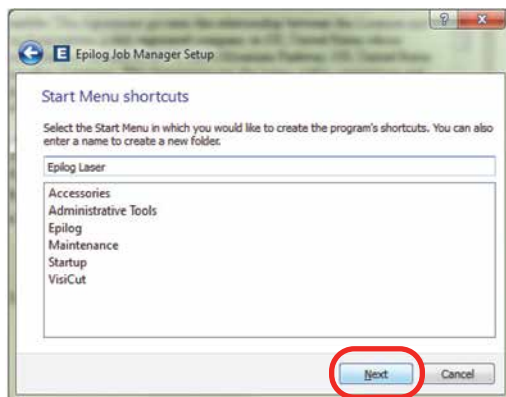 E Epilog Job Manager Setup
Start Menu shortcuts
Select the Start Menu in which you would like to create the program's shortcuts. You can also
enter a name to create a new folder.
Epilog Laser
Accessories
Administrative Tools
Epilog
Maintenance
Startup
VisiCut
Next Cancel